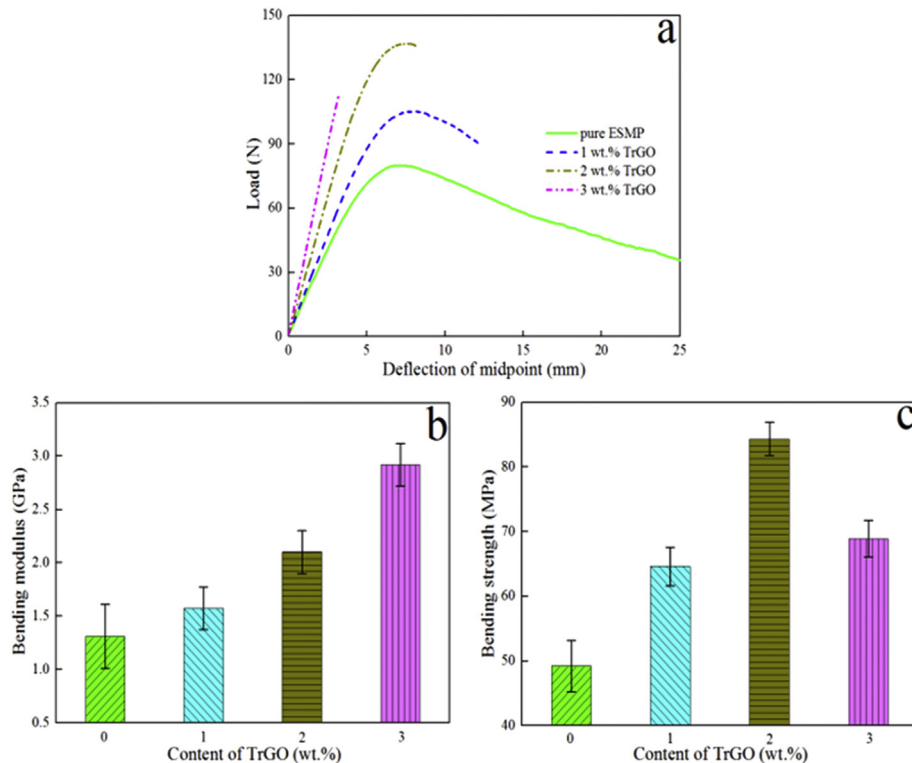 a
150
120
90
60
30
0
Load (N)
pure ESMP
1 wt.% TrGO
2 wt.% TrGO
3 wt.% TrGO
0 5 10 15 20 25
Deflection of midpoint (mm)
b
3.5
3.0
2.5
2.0
1.5
1.0
0.5
Bending modulus (GPa)
0 1 2 3
Content of TrGO (wt.%)
c
90
80
70
60
50
40
Bending strength (MPa)
0 1 2 3
Content of TrGO (wt.%)